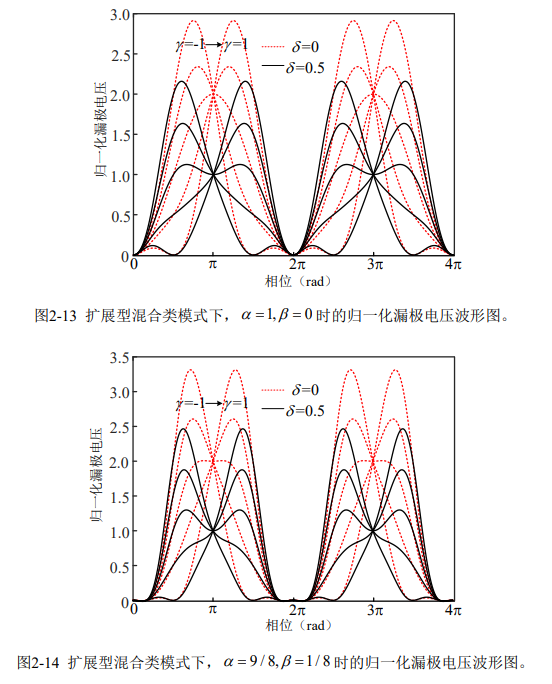 3.0
2.5
2.0
1.5
1.0
0.5
0
归一化漏极电压
γ=-1→γ=1
δ=0
δ=0.5
0 π 2π 3π 4π
相位（rad）
图2-13 扩展型混合类模式下，α=1,β=0时的归一化漏极电压波形图。
3.5
3.0
2.5
2.0
1.5
1.0
0.5
0
归一化漏极电压
γ=-1→γ=1
δ=0
δ=0.5
0 π 2π 3π 4π
相位（rad）
图2-14 扩展型混合类模式下，α=9/8,β=1/8时的归一化漏极电压波形图。